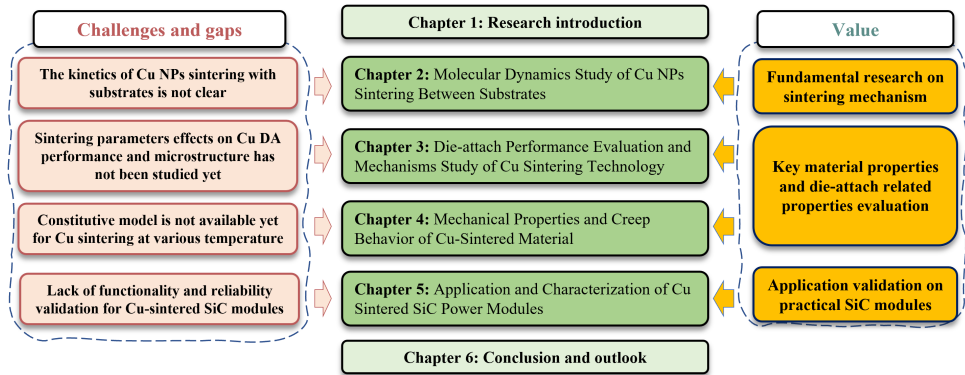 Challenges and gaps
The kinetics of Cu NPs sintering with
substrates is not clear
Sintering parameters effects on Cu DA
performance and microstructure has
not been studied yet
Constitutive model is not available yet
for Cu sintering at various temperature
Lack of functionality and reliability
validation for Cu-sintered SiC modules
Chapter 1: Research introduction
Chapter 2: Molecular Dynamics Study of Cu NPs
Sintering Between Substrates
Chapter 3: Die-attach Performance Evaluation and
Mechanisms Study of Cu Sintering Technology
Chapter 4: Mechanical Properties and Creep
Behavior of Cu-Sintered Material
Chapter 5: Application and Characterization of Cu
Sintered SiC Power Modules
Chapter 6: Conclusion and outlook
Value
Fundamental research on
sintering mechanism
Key material properties
and die-attach related
properties evaluation
Application validation on
practical SiC modules